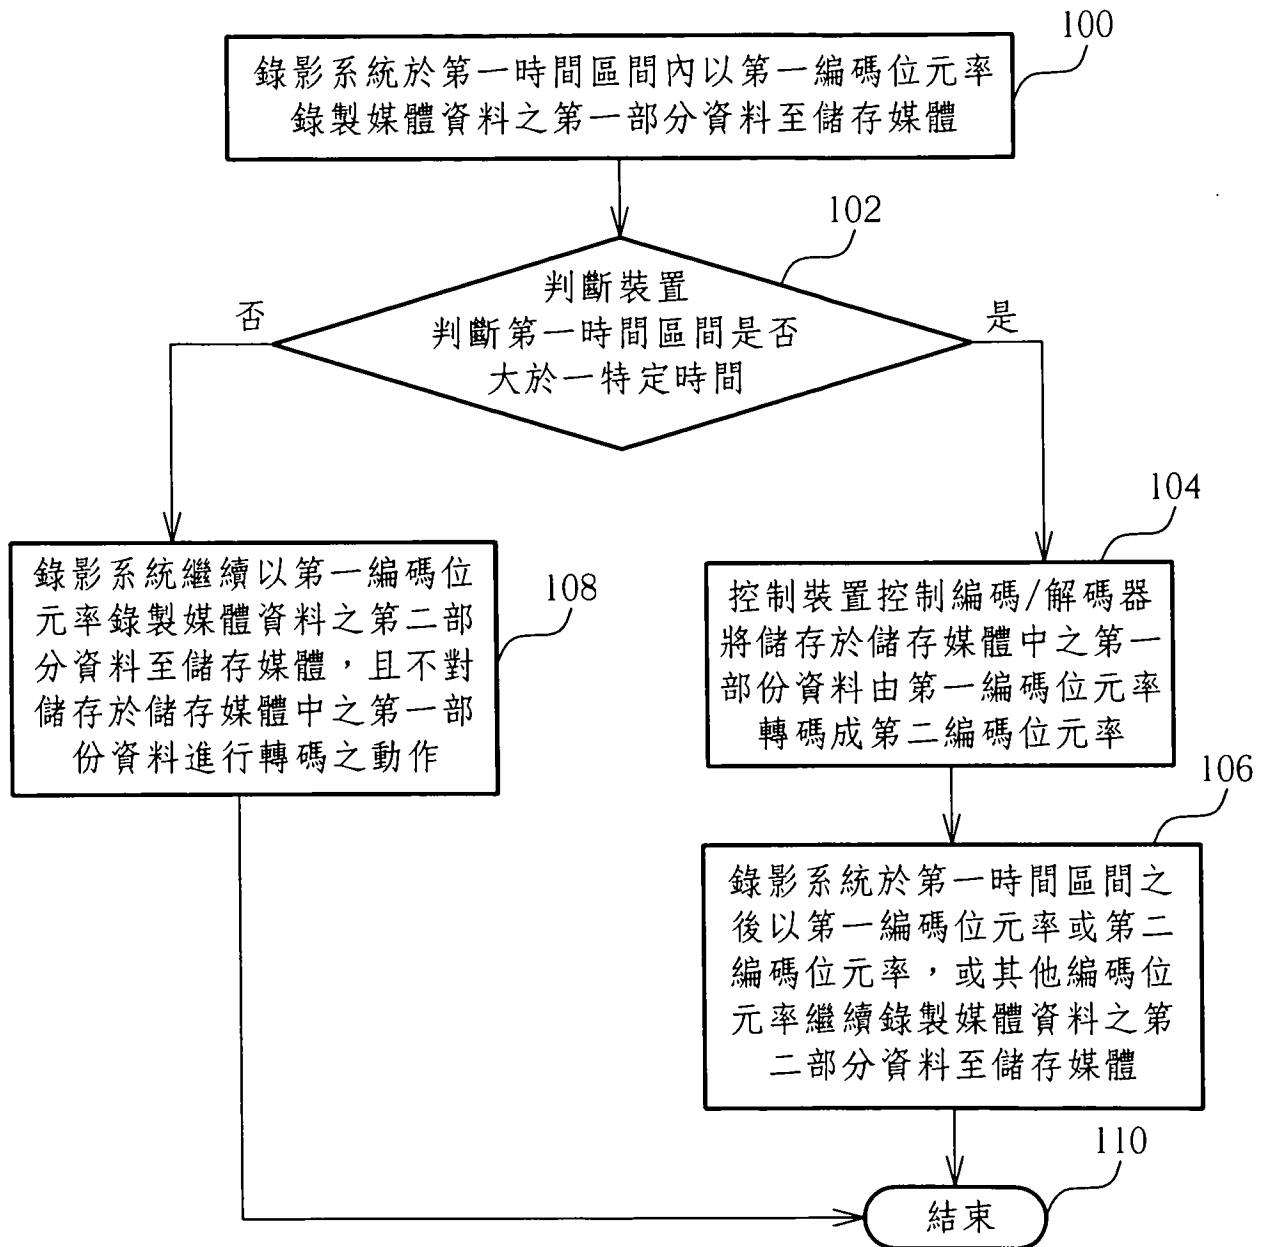 100
錄影系統於第一時間區間內以第一編碼位元率
錄製媒體資料之第一部分資料至儲存媒體
102
判斷裝置
判斷第一時間區間是否
大於一特定時間
否
是
104
控制裝置控制編碼/解碼器
將儲存於儲存媒體中之第一
部份資料由第一編碼位元率
轉碼成第二編碼位元率
108
錄影系統繼續以第一編碼位
元率錄製媒體資料之第二部
分資料至儲存媒體，且不對
儲存於儲存媒體中之第一部
份資料進行轉碼之動作
106
錄影系統於第一時間區間之
後以第一編碼位元率或第二
編碼位元率，或其他編碼位
元率繼續錄製媒體資料之第
二部分資料至儲存媒體
110
結束